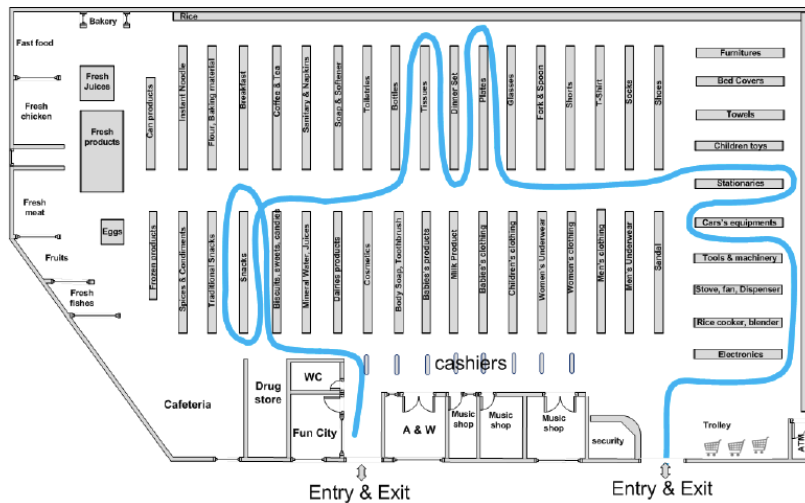 Bakery
Rice
Fast food
Fresh
Juices
Fresh
chicken
Fresh
products
Fresh
meat
Eggs
Fruits
Fresh
fishes
Can products
Instant Noodle
Flour, Baking material
Breakfast
Coffee & Tea
Sanitary & Napkins
Soap & Softener
Toiletries
Bottles
Tissues
Dinner Set
Plates
Glasses
Fork & Spoon
Shorts
T-Shirt
Socks
Shoes
Furnitures
Bed Covers
Towels
Children toys
Stationaries
Cars's equipments
Tools & machinery
Stove, fan, Dispenser
Rice cooker, blender
Electronics
Frozen products
Spices & Condiments
Traditional Snacks
Snacks
Biscuits, sweets, candies
Mineral Water, Juices
Daines products
Cosmetics
Body Soap, Toothbrush
Babies's products
Milk Product
Babies's clothing
Children's clothing
Women's Underwear
Women's clothing
Men's clothing
Men's Underwear
Sandal
cashiers
Cafeteria
Drug
store
WC
Fun City
A & W
Music
shop
Music
shop
Music
shop
security
Trolley
ATM
Entry & Exit
Entry & Exit